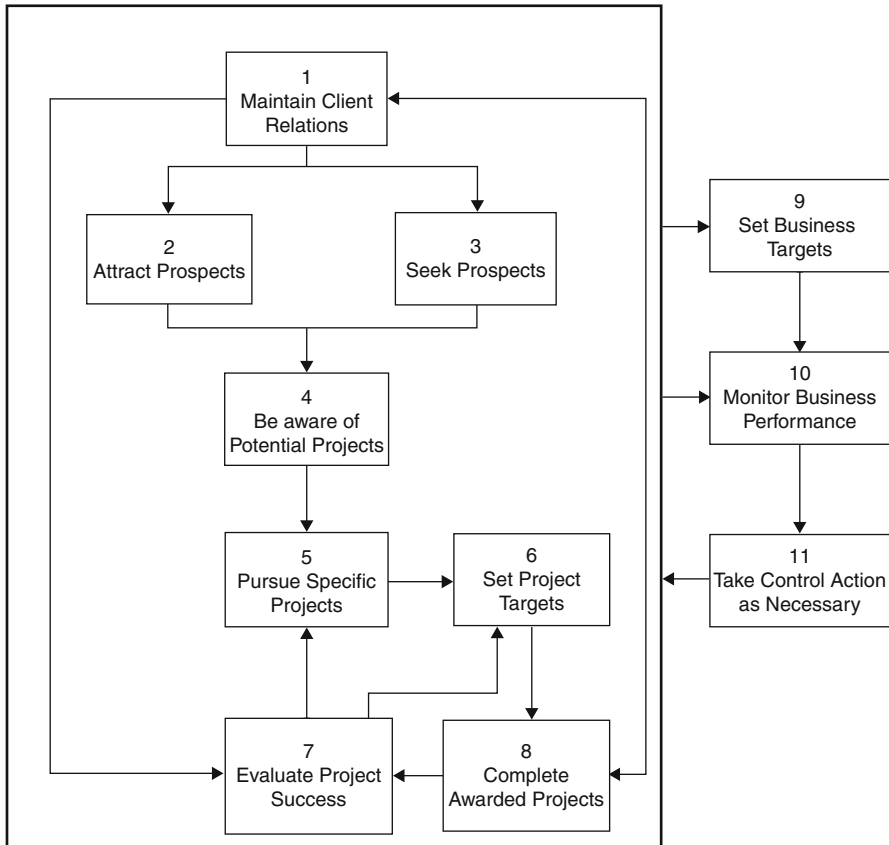 1
Maintain Client
Relations
2
Attract Prospects
3
Seek Prospects
4
Be aware of
Potential Projects
5
Pursue Specific
Projects
6
Set Project
Targets
7
Evaluate Project
Success
8
Complete
Awarded Projects
9
Set Business
Targets
10
Monitor Business
Performance
11
Take Control Action
as Necessary